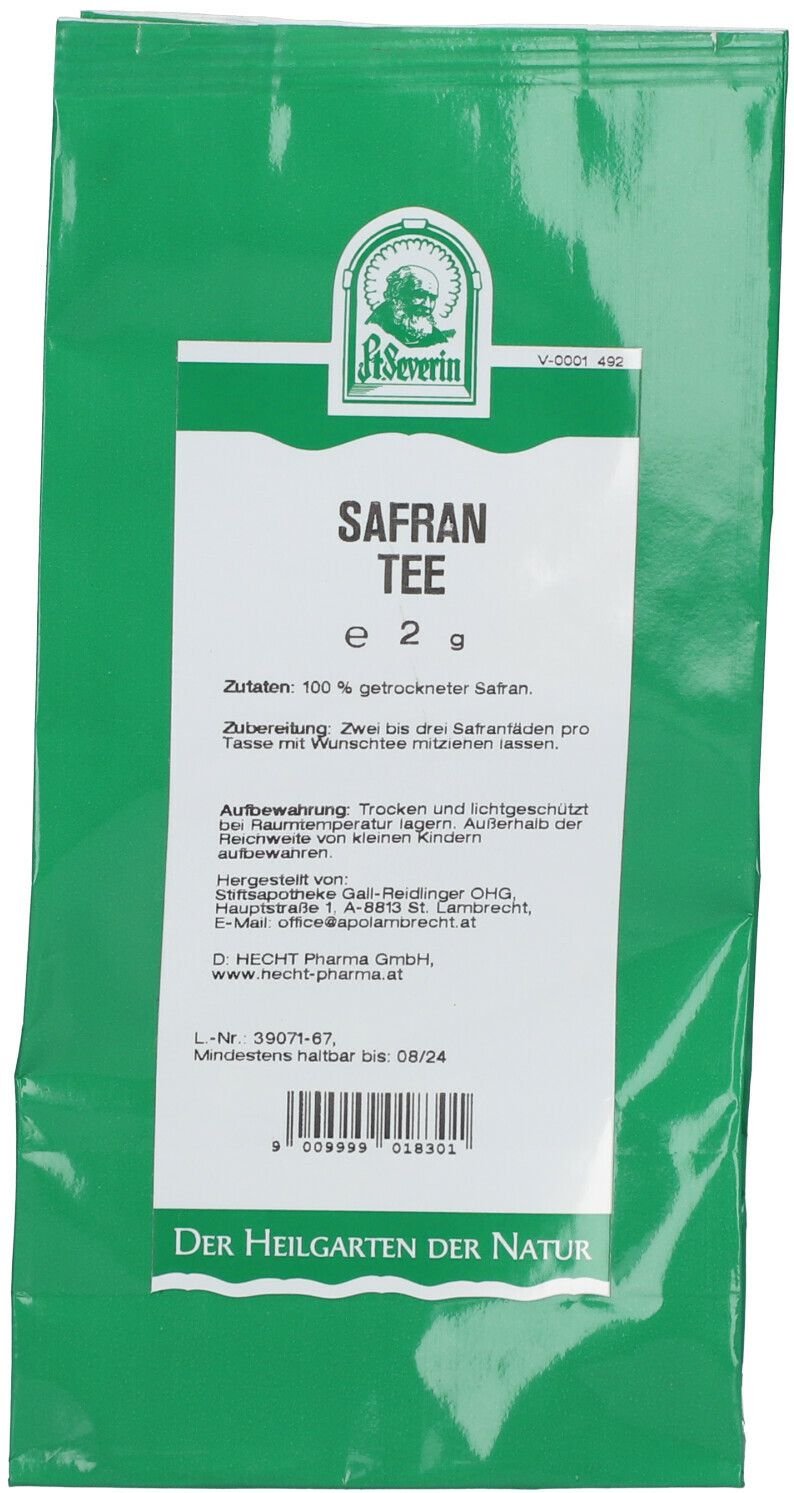 St. Severin
V-0001 492
SAFRAN
TEE
℮ 2 g
Zutaten: 100 % getrockneter Safran.
Zubereitung: Zwei bis drei Safranfäden pro
Tasse mit Wunschtee mitziehen lassen.
Aufbewahrung: Trocken und lichtgeschützt
bei Raumtemperatur lagern. Außerhalb der
Reichweite von kleinen Kindern
aufbewahren.
Hergestellt von:
Stiftsapotheke Gall-Reidlinger OHG,
Hauptstraße 1, A-8813 St. Lambrecht,
E-Mail: office@apolambrecht.at
D: HECHT Pharma GmbH,
www.hecht-pharma.at
L.-Nr.: 39071-67,
Mindestens haltbar bis: 08/24
9 009999 018301
DER HEILGARTEN DER NATUR